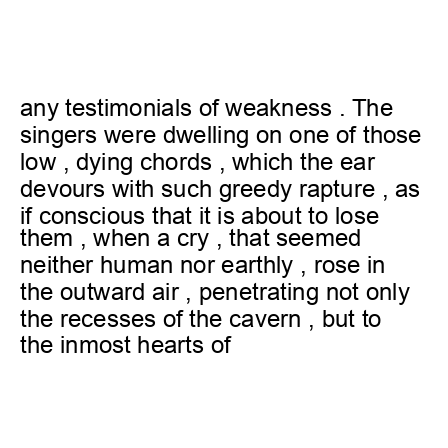 any testimonials of weakness . The
singers were dwelling on one of those
low , dying chords , which the ear
devours with such greedy rapture , as
if conscious that it is about to lose
them , when a cry , that seemed
neither human nor earthly , rose in
the outward air , penetrating not only
the recesses of the cavern , but to
the inmost hearts of